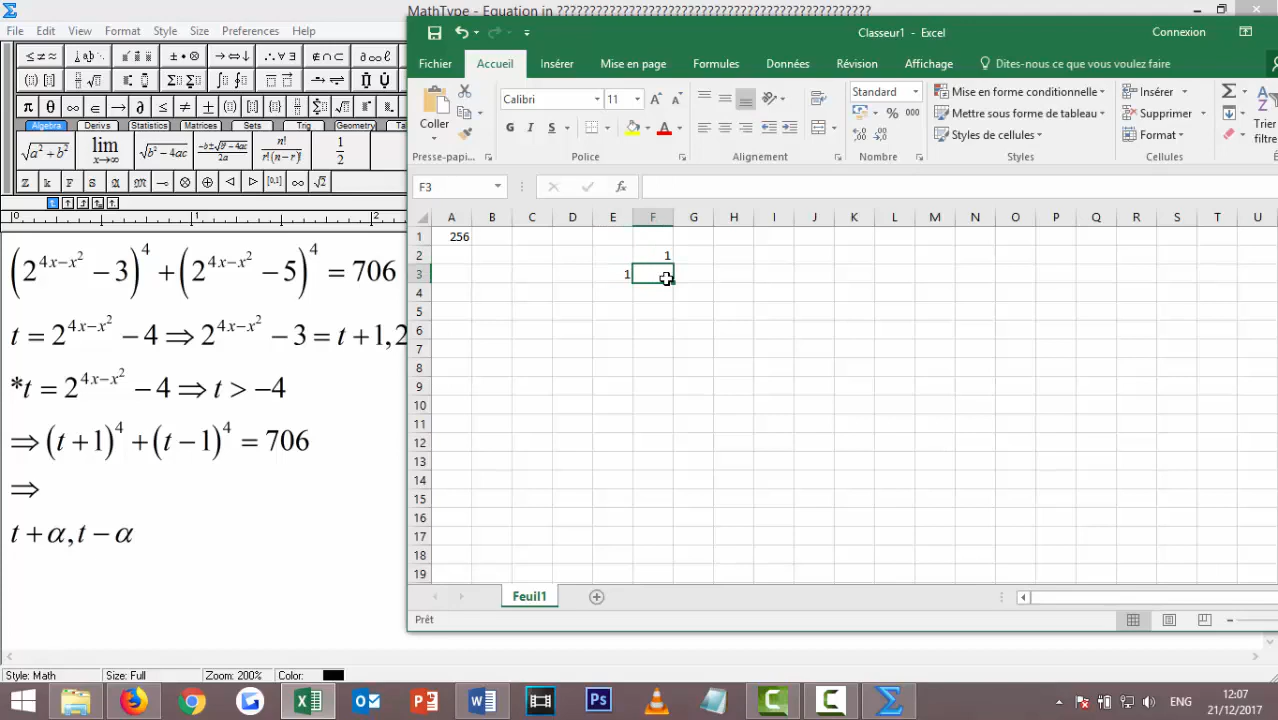 MathType - Equation in ?????????????????????????????????????????
File Edit View Format Style Size Preferences Help
Algebra Derivs Statistics Matrices Sets Trig Geometry
0 1 2
(2^{4x-x^2} - 3)^4 + (2^{4x-x^2} - 5)^4 = 706
t = 2^{4x-x^2} - 4 ⇒ 2^{4x-x^2} - 3 = t + 1, 2
*t = 2^{4x-x^2} - 4 ⇒ t > -4
⇒ (t + 1)^4 + (t - 1)^4 = 706
⇒
t + α, t - α
Style: Math Size: Full Zoom: 200% Color:
Classeur1 - Excel Connexion
Fichier Accueil Insérer Mise en page Formules Données Révision Affichage Dites-nous ce que vous voulez faire
Coller Calibri 11 Standard Mise en forme conditionnelle Insérer
G I S % 000 Mettre sous forme de tableau Supprimer Trier
Styles de cellules Format filtre
Presse-pap Police Alignement Nombre Styles Cellules
F3 fx
A B C D E F G H I J K L M N O P Q R S T U
1 256
2 1
3 1
4
5
6
7
8
9
10
11
12
13
14
15
16
17
18
19
Feuil1
Prêt
ENG 12:07
21/12/2017